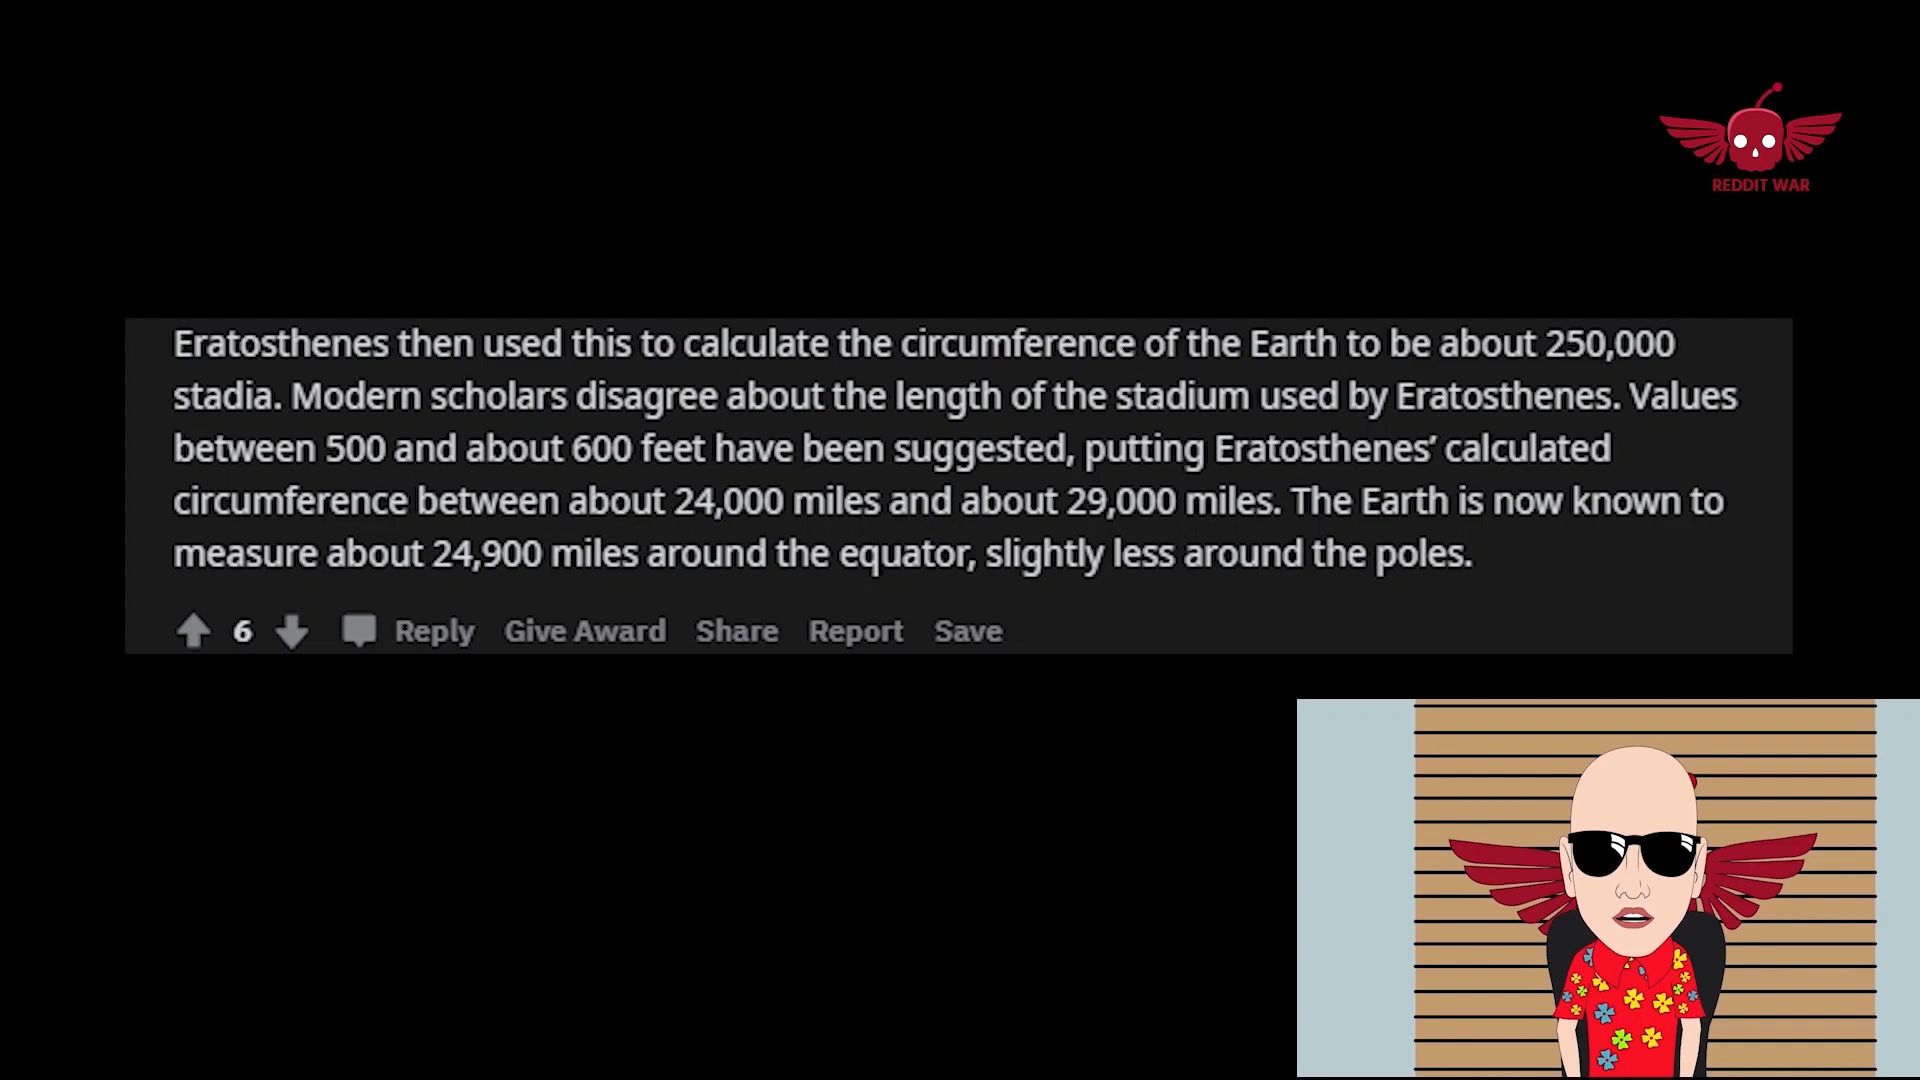 REDDIT WAR
Eratosthenes then used this to calculate the circumference of the Earth to be about 250,000
stadia. Modern scholars disagree about the length of the stadium used by Eratosthenes. Values
between 500 and about 600 feet have been suggested, putting Eratosthenes’ calculated
circumference between about 24,000 miles and about 29,000 miles. The Earth is now known to
measure about 24,900 miles around the equator, slightly less around the poles.
6 Reply Give Award Share Report Save